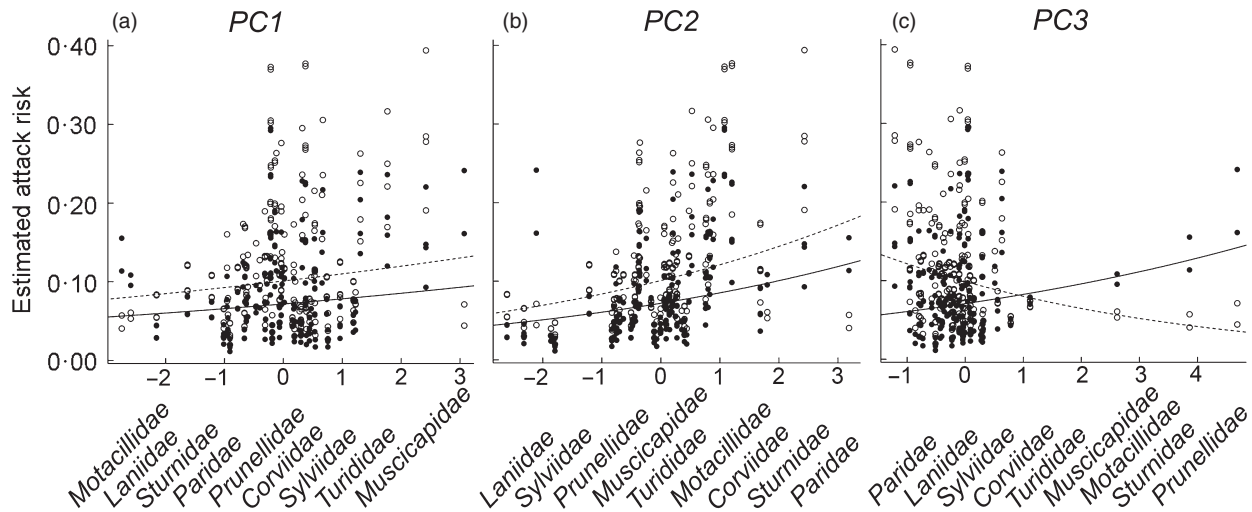 (a) PC1
(b) PC2
(c) PC3
Estimated attack risk
0·40
0·30
0·20
0·10
0·00
−2 −1 0 1 2 3
−2 −1 0 1 2 3
−1 0 1 2 3 4
Motacillidae
Laniidae
Sturnidae
Paridae
Prunellidae
Corviidae
Sylviidae
Turididae
Muscicapidae
Laniidae
Sylviidae
Prunellidae
Muscicapidae
Turididae
Motacillidae
Corviidae
Sturnidae
Paridae
Paridae
Laniidae
Sylviidae
Corviidae
Turididae
Muscicapidae
Motacillidae
Sturnidae
Prunellidae